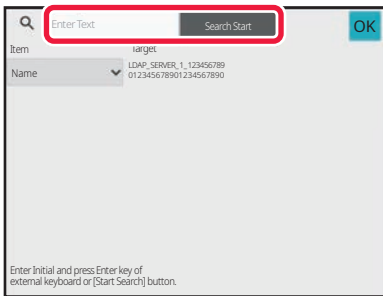 Enter Text
Search Start
OK
Item
Target
Name
LDAP_SERVER_1_123456789
012345678901234567890
Enter Initial and press Enter key of
external keyboard or [Start Search] button.